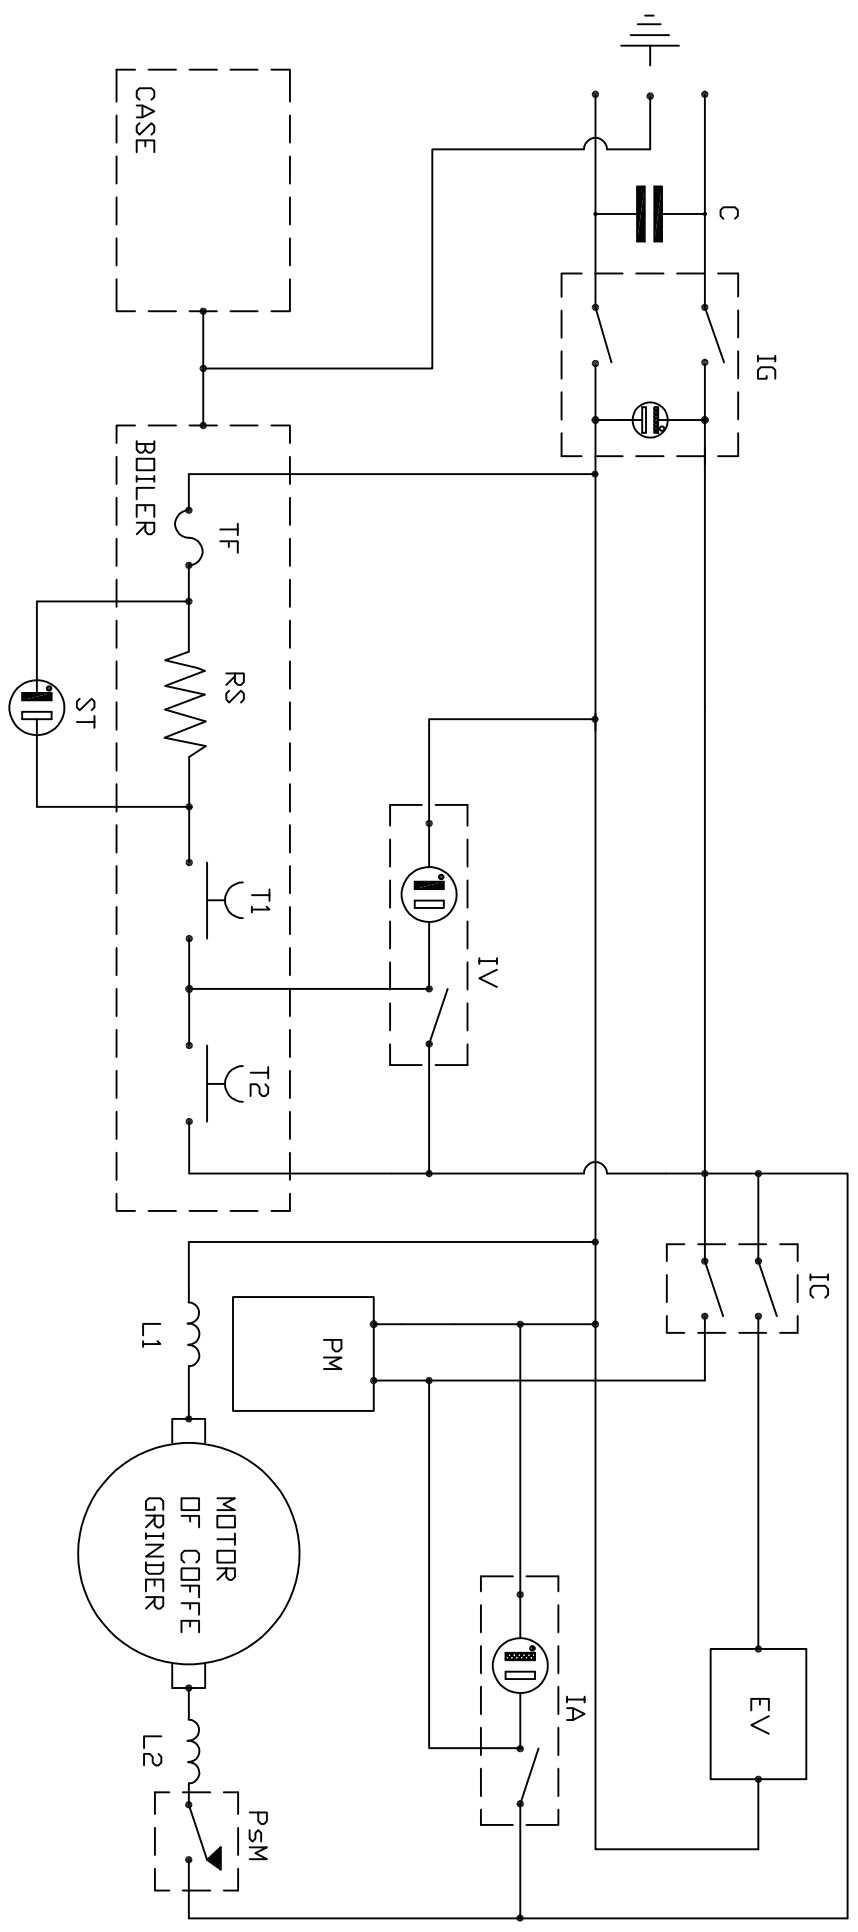 C
CASE
IG
BOILER
TF
RS
ST
T1
IV
T2
IC
L1
PM
MOTOR
OF COFFE
GRINDER
EV
IA
L2
PsM